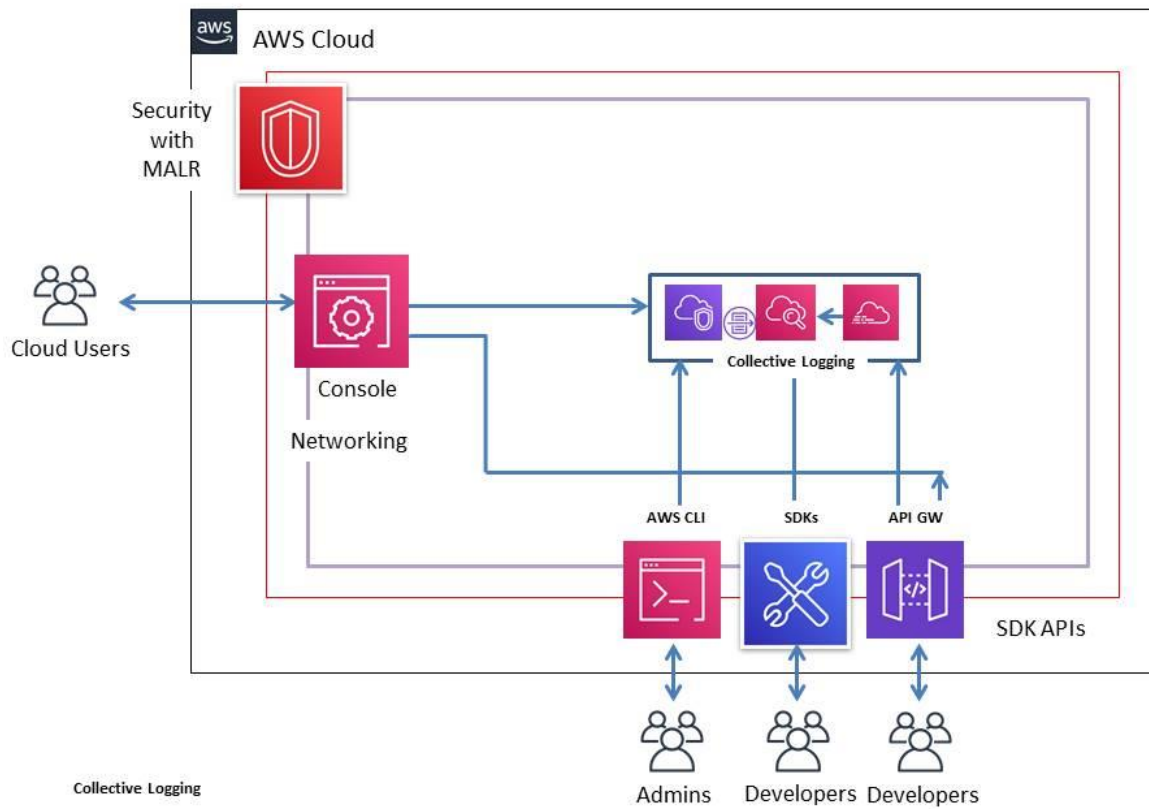 aws
AWS Cloud
Security
with
MALR
Cloud Users
Console
Networking
Collective Logging
AWS CLI
SDKs
API GW
</>
SDK APIs
Admins
Developers
Developers
Collective Logging